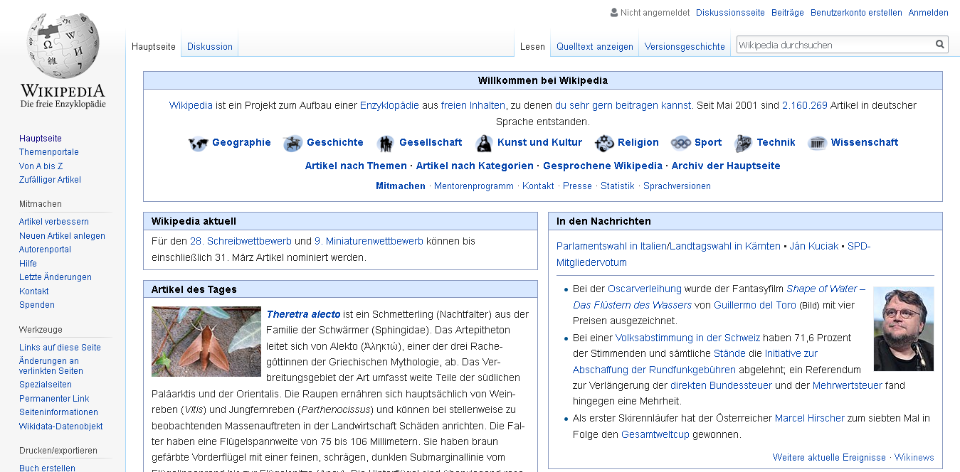 Nicht angemeldet Diskussionsseite Beiträge Benutzerkonto erstellen Anmelden
WIKIPEDIA
Die freie Enzyklopädie
Hauptseite Diskussion Lesen Quelltext anzeigen Versionsgeschichte Wikipedia durchsuchen
Hauptseite
Themenportale
Von A bis Z
Zufälliger Artikel
Mitmachen
Artikel verbessern
Neuen Artikel anlegen
Autorenportal
Hilfe
Letzte Änderungen
Kontakt
Spenden
Werkzeuge
Links auf diese Seite
Änderungen an
verlinkten Seiten
Spezialseiten
Permanenter Link
Seiteninformationen
Wikidata-Datenobjekt
Drucken/exportieren
Buch erstellen
Willkommen bei Wikipedia
Wikipedia ist ein Projekt zum Aufbau einer Enzyklopädie aus freien Inhalten, zu denen du sehr gern beitragen kannst. Seit Mai 2001 sind 2.160.269 Artikel in deutscher
Sprache entstanden.
Geographie Geschichte Gesellschaft Kunst und Kultur Religion Sport Technik Wissenschaft
Artikel nach Themen · Artikel nach Kategorien · Gesprochene Wikipedia · Archiv der Hauptseite
Mitmachen · Mentorenprogramm · Kontakt · Presse · Statistik · Sprachversionen
Wikipedia aktuell
Für den 28. Schreibwettbewerb und 9. Miniaturenwettbewerb können bis
einschließlich 31. März Artikel nominiert werden.
Artikel des Tages
Theretra alecto ist ein Schmetterling (Nachtfalter) aus der
Familie der Schwärmer (Sphingidae). Das Artepitheton
leitet sich von Alekto (Ἀληκτώ), einer der drei Rache-
göttinnen der Griechischen Mythologie, ab. Das Ver-
breitungsgebiet der Art umfasst weite Teile der südlichen
Paläarktis und der Orientalis. Die Raupen ernähren sich hauptsächlich von Wein-
reben (Vitis) und Jungfernreben (Parthenocissus) und können bei stellenweise zu
beobachtenden Massenauftreten in der Landwirtschaft Schäden anrichten. Die Fal-
ter haben eine Flügelspannweite von 75 bis 106 Millimetern. Sie haben braun
gefärbte Vorderflügel mit einer feinen, schrägen, dunklen Submarginallinie vom
In den Nachrichten
Parlamentswahl in Italien/Landtagswahl in Kärnten • Ján Kuciak • SPD-
Mitgliedervotum
• Bei der Oscarverleihung wurde der Fantasyfilm Shape of Water –
Das Flüstern des Wassers von Guillermo del Toro (Bild) mit vier
Preisen ausgezeichnet.
• Bei einer Volksabstimmung in der Schweiz haben 71,6 Prozent
der Stimmenden und sämtliche Stände die Initiative zur
Abschaffung der Rundfunkgebühren abgelehnt; ein Referendum
zur Verlängerung der direkten Bundessteuer und der Mehrwertsteuer fand
hingegen eine Mehrheit.
• Als erster Skirennläufer hat der Österreicher Marcel Hirscher zum siebten Mal in
Folge den Gesamtweltcup gewonnen.
Weitere aktuelle Ereignisse · Wikinews